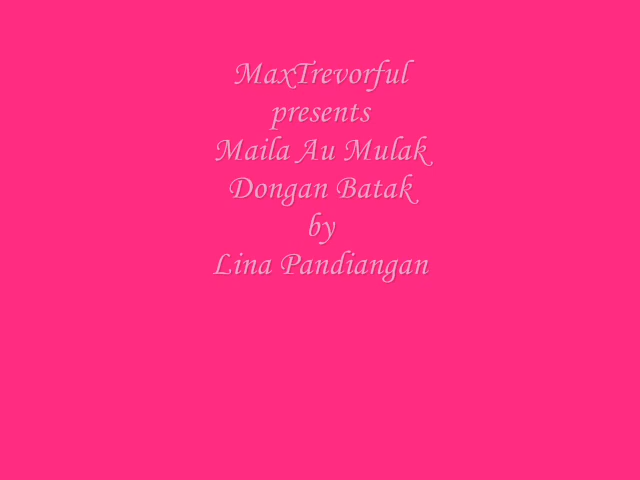 MaxTrevorful
presents
Maila Au Mulak
Dongan Batak
by
Lina Pandiangan